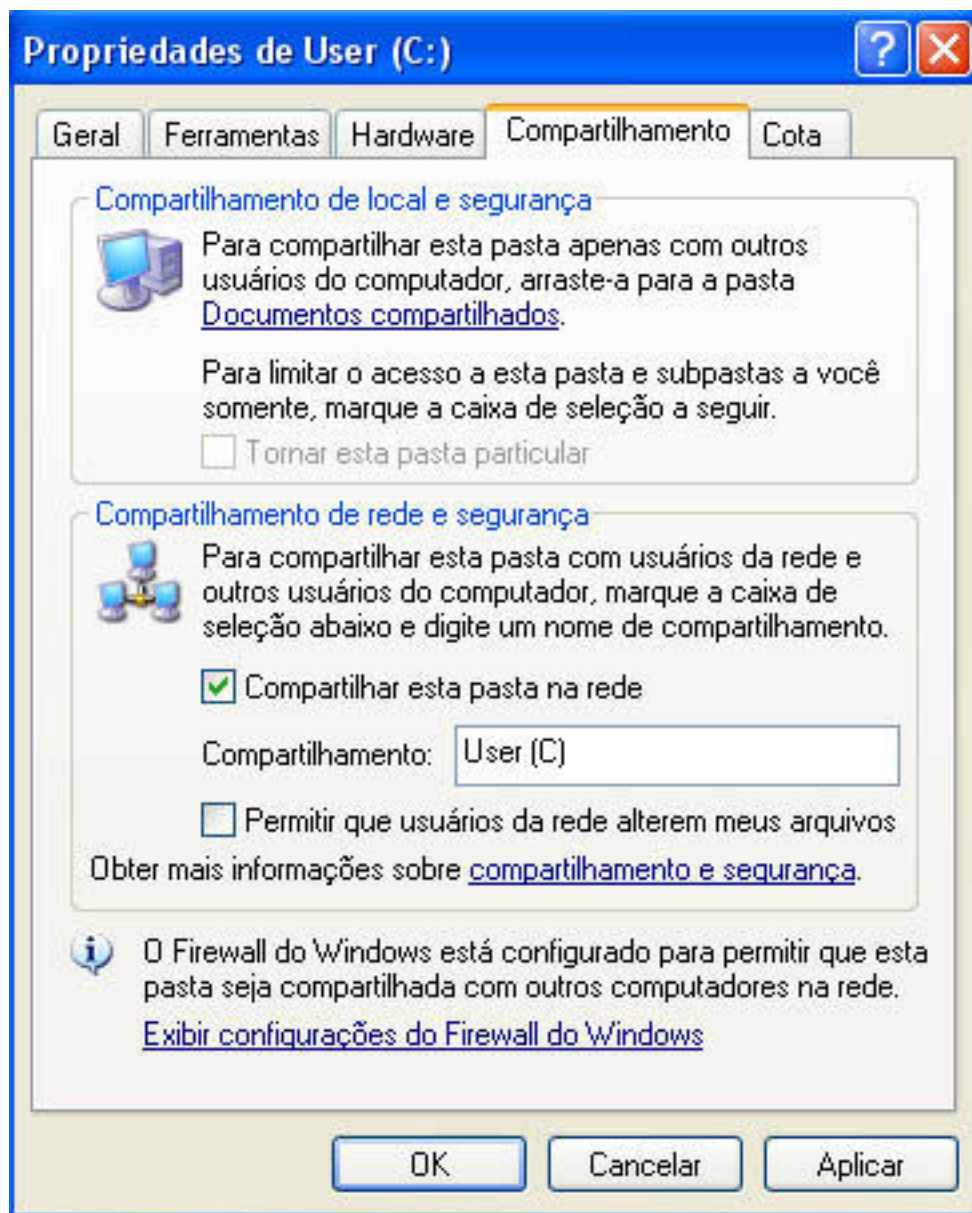 Propriedades de User (C:)
?
Geral Ferramentas Hardware Compartilhamento Cota
Compartilhamento de local e segurança
Para compartilhar esta pasta apenas com outros
usuários do computador, arraste-a para a pasta
Documentos compartilhados.
Para limitar o acesso a esta pasta e subpastas a você
somente, marque a caixa de seleção a seguir.
Tornar esta pasta particular
Compartilhamento de rede e segurança
Para compartilhar esta pasta com usuários da rede e
outros usuários do computador, marque a caixa de
seleção abaixo e digite um nome de compartilhamento.
Compartilhar esta pasta na rede
Compartilhamento: User (C)
Permitir que usuários da rede alterem meus arquivos
Obter mais informações sobre compartilhamento e segurança.
O Firewall do Windows está configurado para permitir que esta
pasta seja compartilhada com outros computadores na rede.
Exibir configurações do Firewall do Windows
OK Cancelar Aplicar